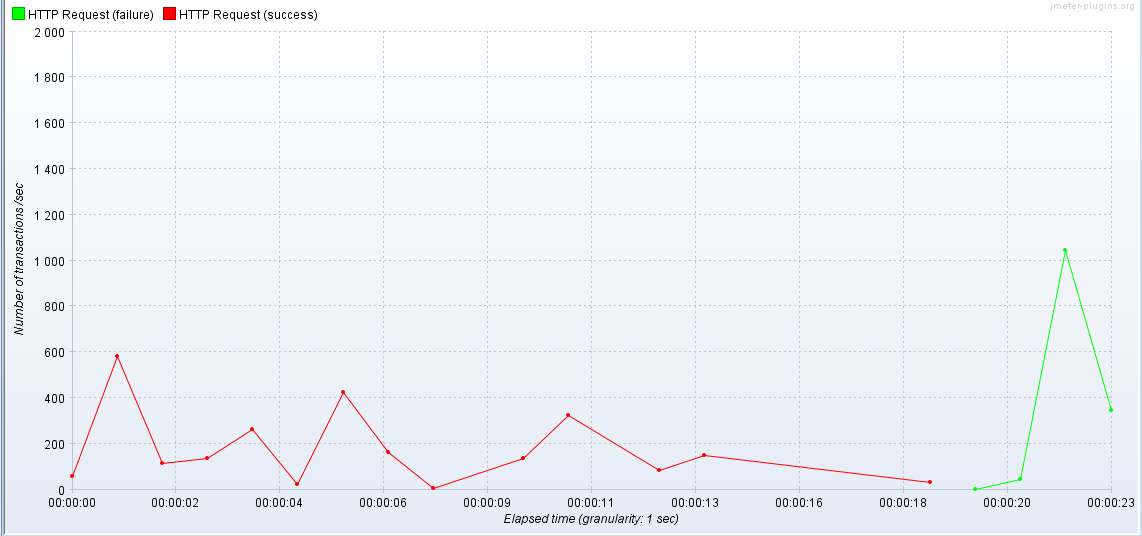 jmeter-plugins.org
HTTP Request (failure) HTTP Request (success)
2 000
1 800
1 600
1 400
1 200
1 000
800
600
400
200
0
Number of transactions /sec
00:00:00 00:00:02 00:00:04 00:00:06 00:00:09 00:00:11 00:00:13 00:00:16 00:00:18 00:00:20 00:00:23
Elapsed time (granularity: 1 sec)